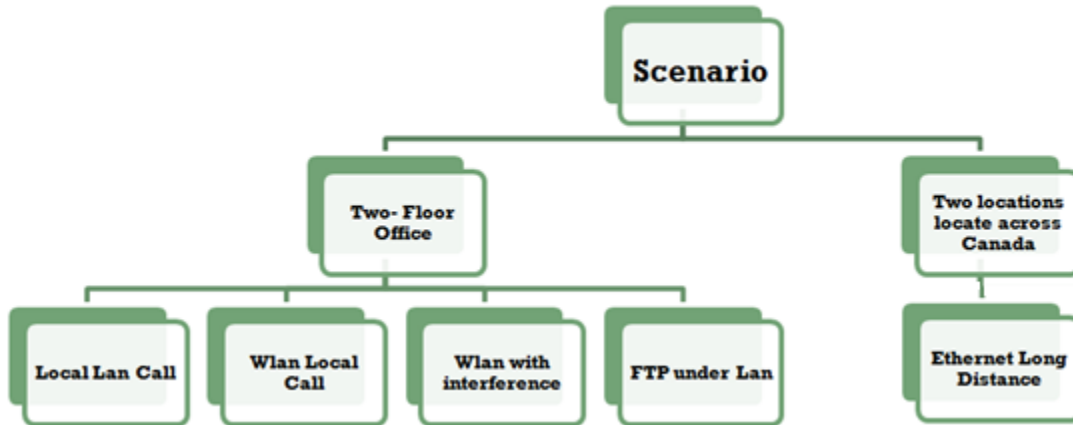 Scenario
Two- Floor
Office
Two locations
locate across
Canada
Local Lan Call
Wlan Local
Call
Wlan with
interference
FTP under Lan
Ethernet Long
Distance